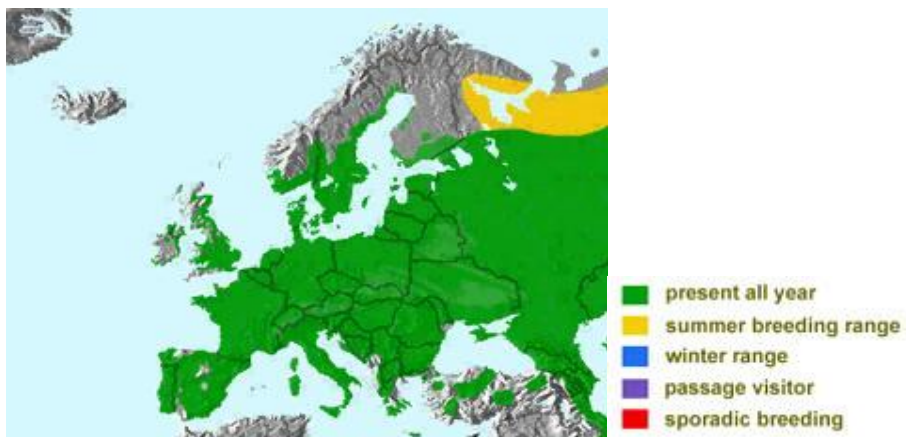 present all year
summer breeding range
winter range
passage visitor
sporadic breeding